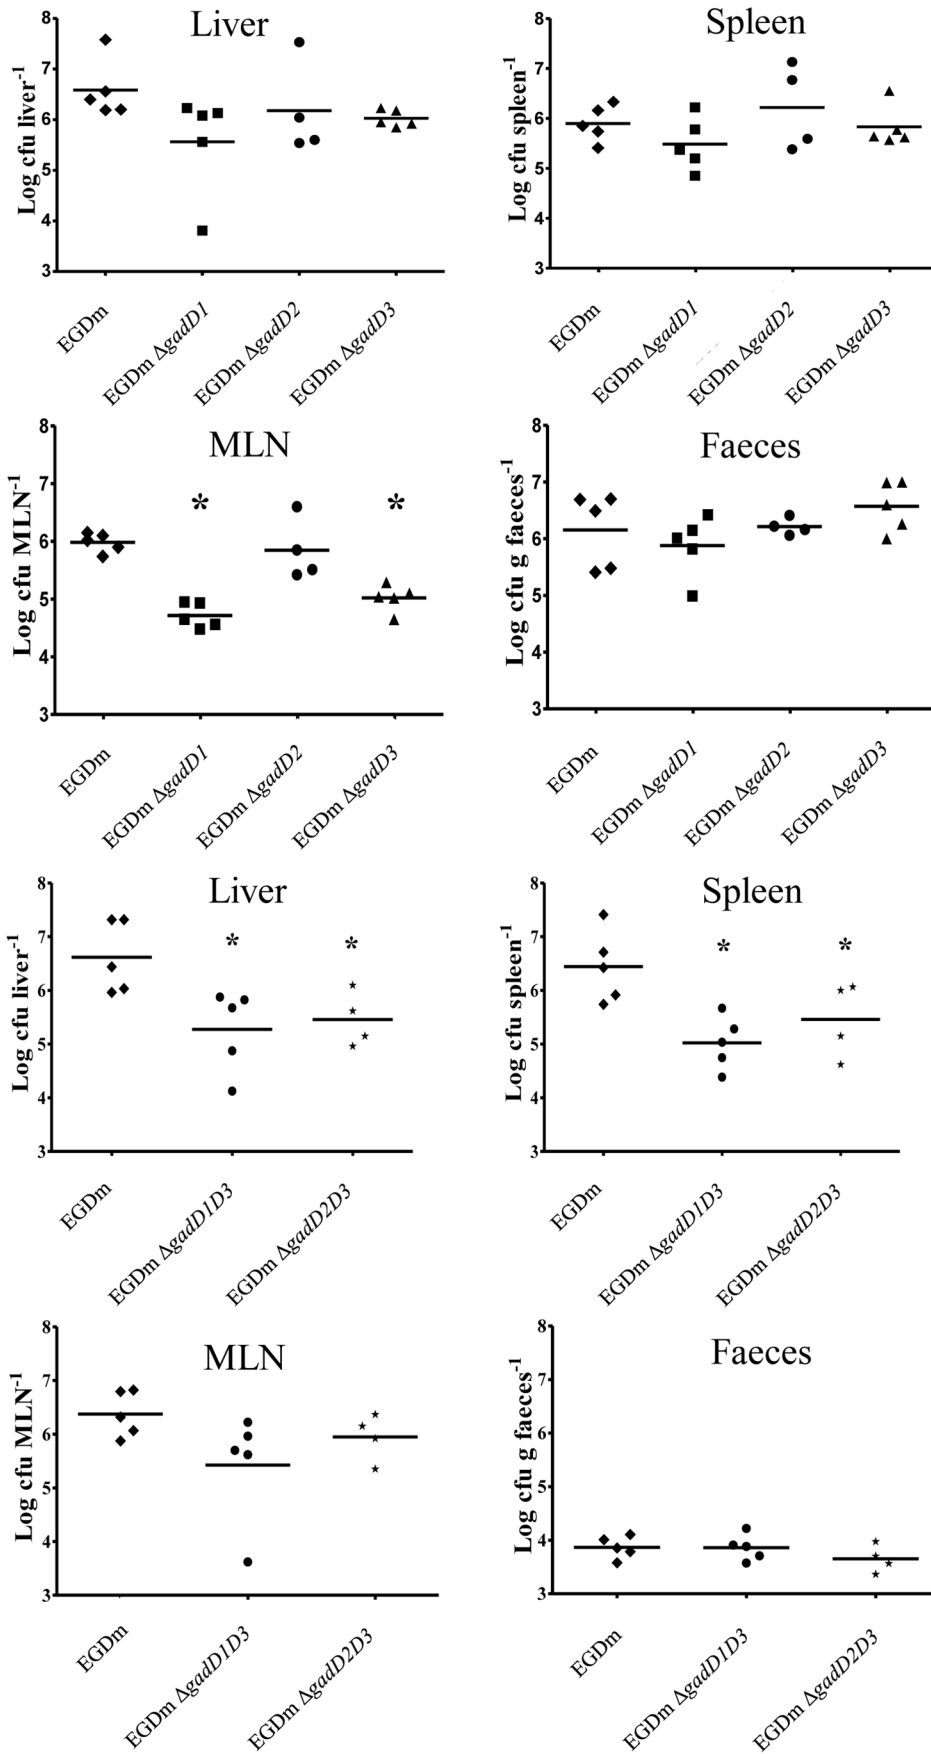 Liver
Log cfu liver-1
8
7
6
5
4
3
EGDm
EGDm ΔgadD1
EGDm ΔgadD2
EGDm ΔgadD3
Spleen
Log cfu spleen-1
8
7
6
5
4
3
EGDm
EGDm ΔgadD1
EGDm ΔgadD2
EGDm ΔgadD3
MLN
Log cfu MLN-1
8
7
6
5
4
3
*
*
EGDm
EGDm ΔgadD1
EGDm ΔgadD2
EGDm ΔgadD3
Faeces
Log cfu g faeces-1
8
7
6
5
4
3
EGDm
EGDm ΔgadD1
EGDm ΔgadD2
EGDm ΔgadD3
Liver
Log cfu liver-1
8
7
6
5
4
3
*
*
EGDm
EGDm ΔgadD1D3
EGDm ΔgadD2D3
Spleen
Log cfu spleen-1
8
7
6
5
4
3
*
*
EGDm
EGDm ΔgadD1D3
EGDm ΔgadD2D3
MLN
Log cfu MLN-1
8
7
6
5
4
3
EGDm
EGDm ΔgadD1D3
EGDm ΔgadD2D3
Faeces
Log cfu g faeces-1
8
7
6
5
4
3
EGDm
EGDm ΔgadD1D3
EGDm ΔgadD2D3